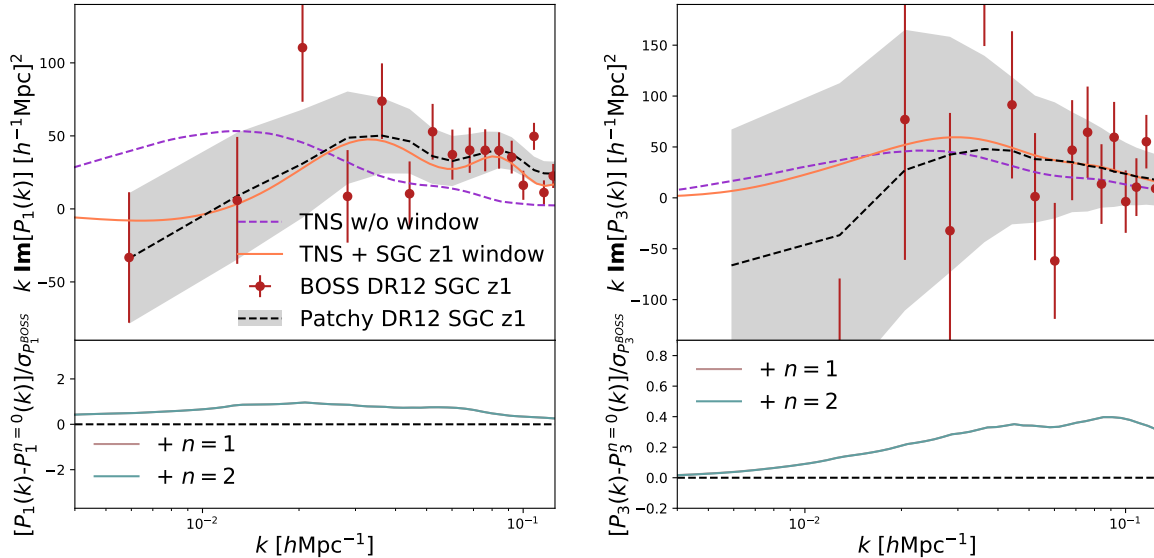 k Im[P₁(k)] [h⁻¹Mpc]²
100
50
0
−50
TNS w/o window
TNS + SGC z1 window
BOSS DR12 SGC z1
Patchy DR12 SGC z1
[P₁(k)-P₁ⁿ⁼⁰(k)]/σ_{P₁^{BOSS}}
2
0
−2
+ n = 1
+ n = 2
10⁻²
10⁻¹
k [hMpc⁻¹]
k Im[P₃(k)] [h⁻¹Mpc]²
150
100
50
0
−50
−100
[P₃(k)-P₃ⁿ⁼⁰(k)]/σ_{P₃^{BOSS}}
0.8
0.6
0.4
0.2
0.0
−0.2
+ n = 1
+ n = 2
10⁻²
10⁻¹
k [hMpc⁻¹]